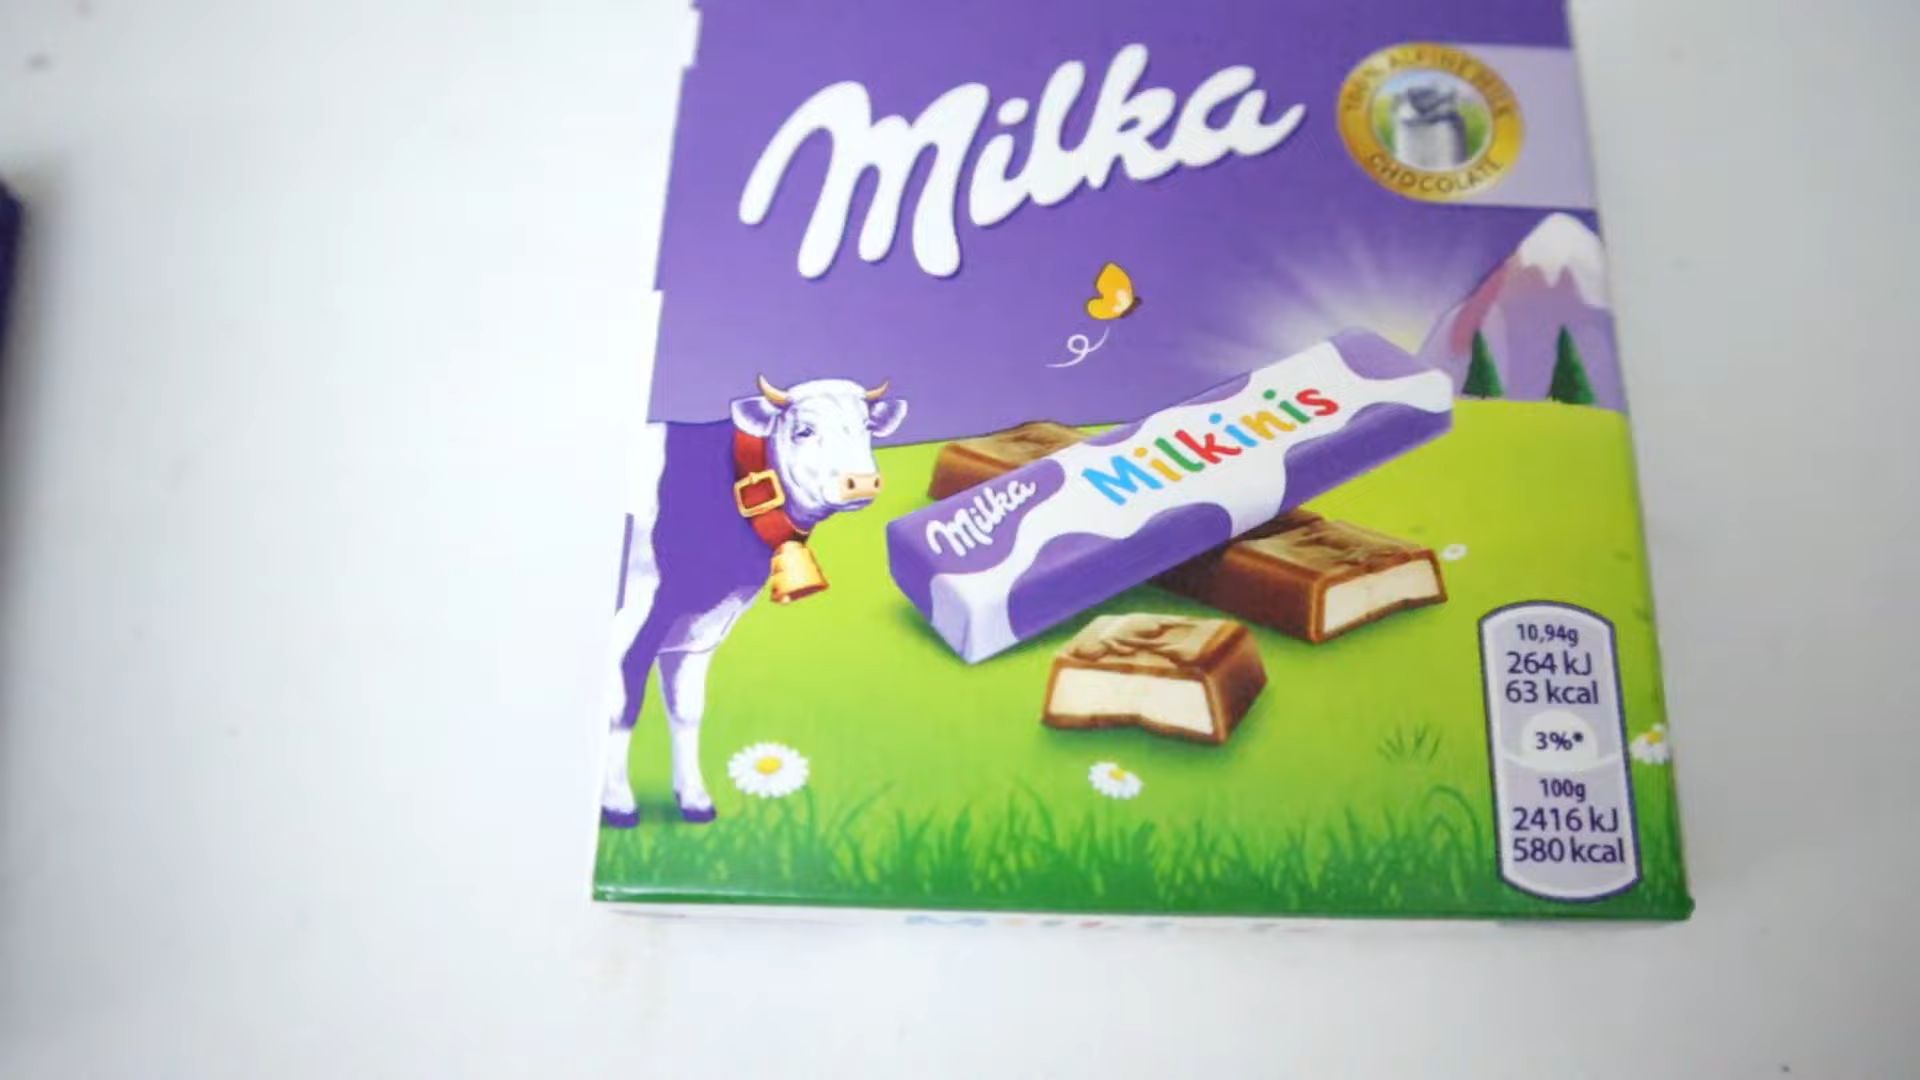 Milka
100% ALPINE MILK
CHOCOLATE
Milkinis
Milka
10,94g
264 kJ
63 kcal
3%*
100g
2416 kJ
580 kcal